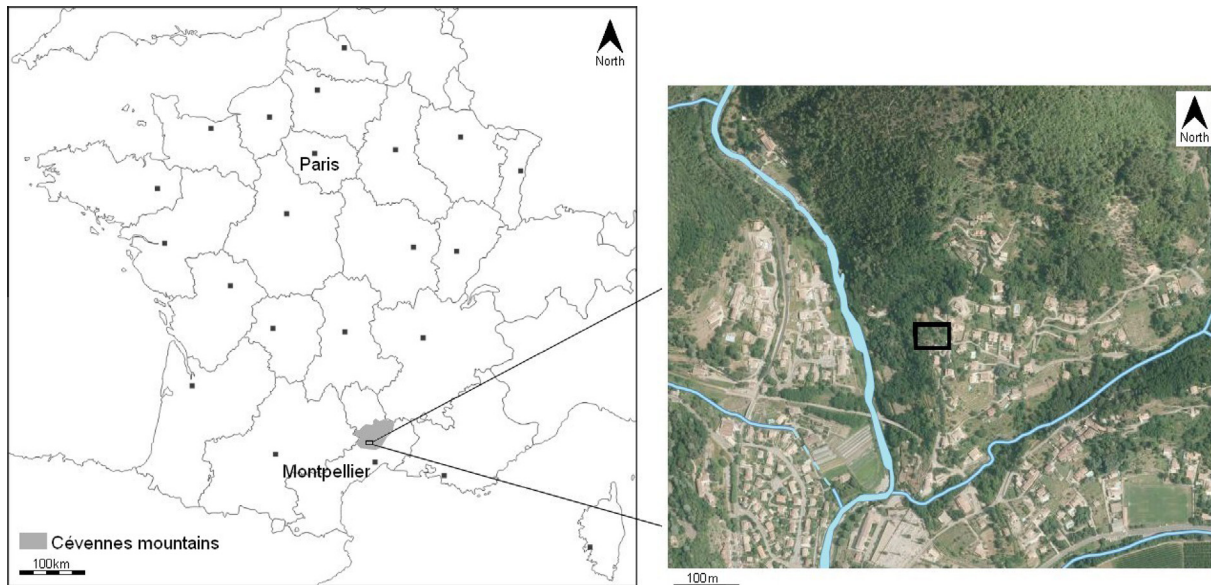 North
Paris
Montpellier
Cévennes mountains
100km
North
100m